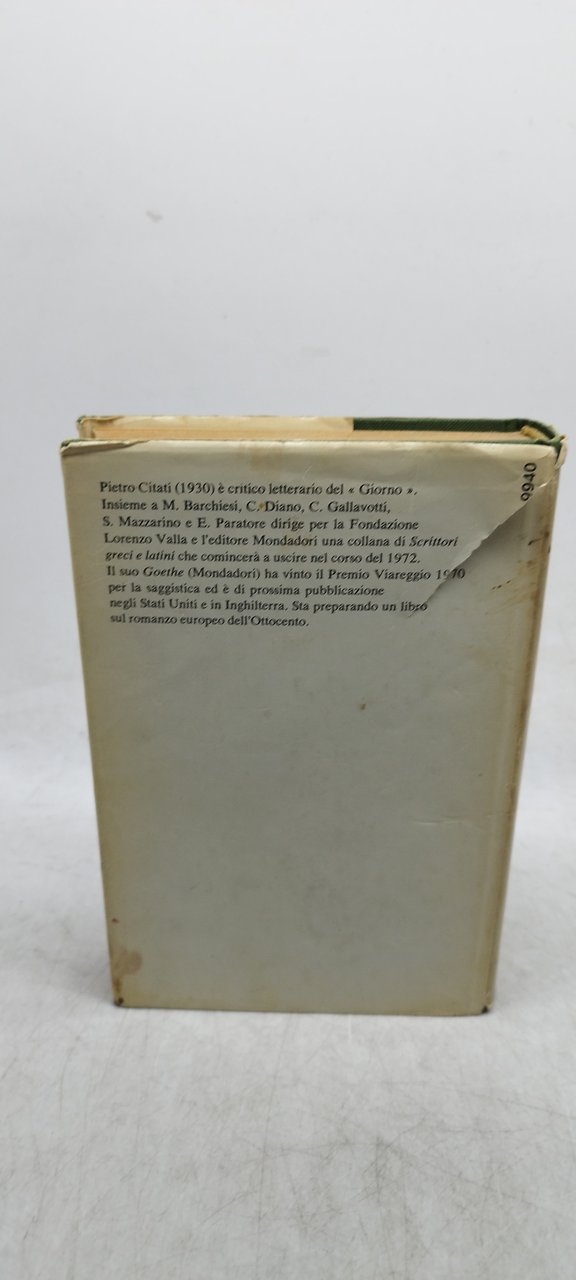 Pietro Citati (1930) è critico letterario del « Giorno ».
Insieme a M. Barchiesi, C. Diano, C. Gallavotti,
S. Mazzarino e E. Paratore dirige per la Fondazione
Lorenzo Valla e l'editore Mondadori una collana di Scrittori
greci e latini che comincerà a uscire nel corso del 1972.
Il suo Goethe (Mondadori) ha vinto il Premio Viareggio 1970
per la saggistica ed è di prossima pubblicazione
negli Stati Uniti e in Inghilterra. Sta preparando un libro
sul romanzo europeo dell'Ottocento.
9940